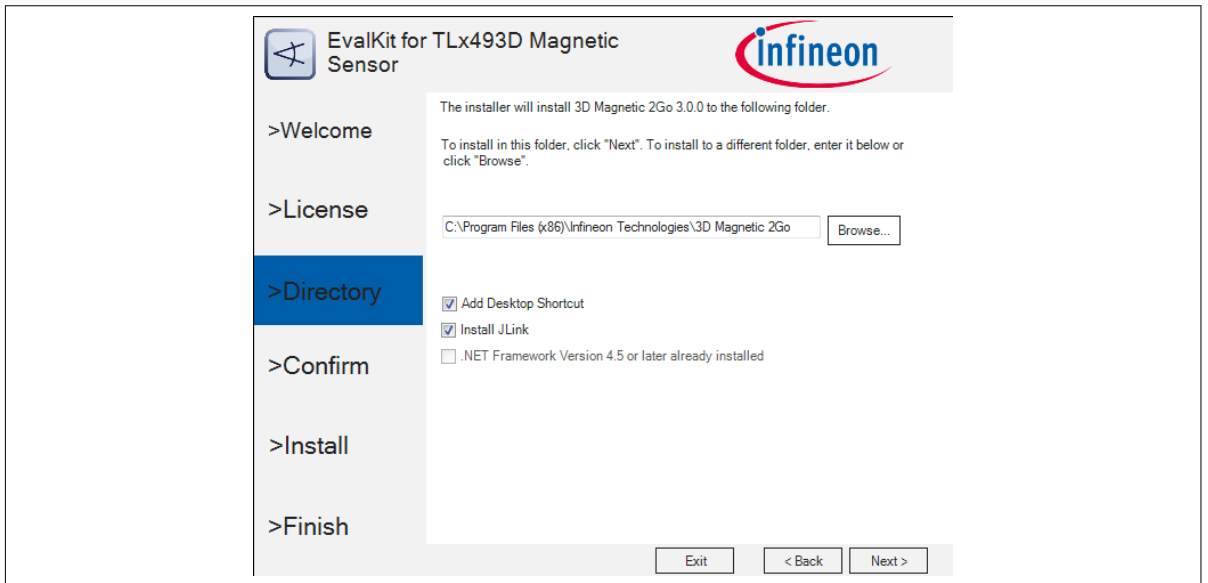 EvalKit for TLx493D Magnetic
Sensor
infineon
>Welcome
>License
>Directory
>Confirm
>Install
>Finish
The installer will install 3D Magnetic 2Go 3.0.0 to the following folder.
To install in this folder, click "Next". To install to a different folder, enter it below or
click "Browse".
C:\Program Files (x86)\Infineon Technologies\3D Magnetic 2Go
Browse...
Add Desktop Shortcut
Install JLink
.NET Framework Version 4.5 or later already installed
Exit
< Back
Next >